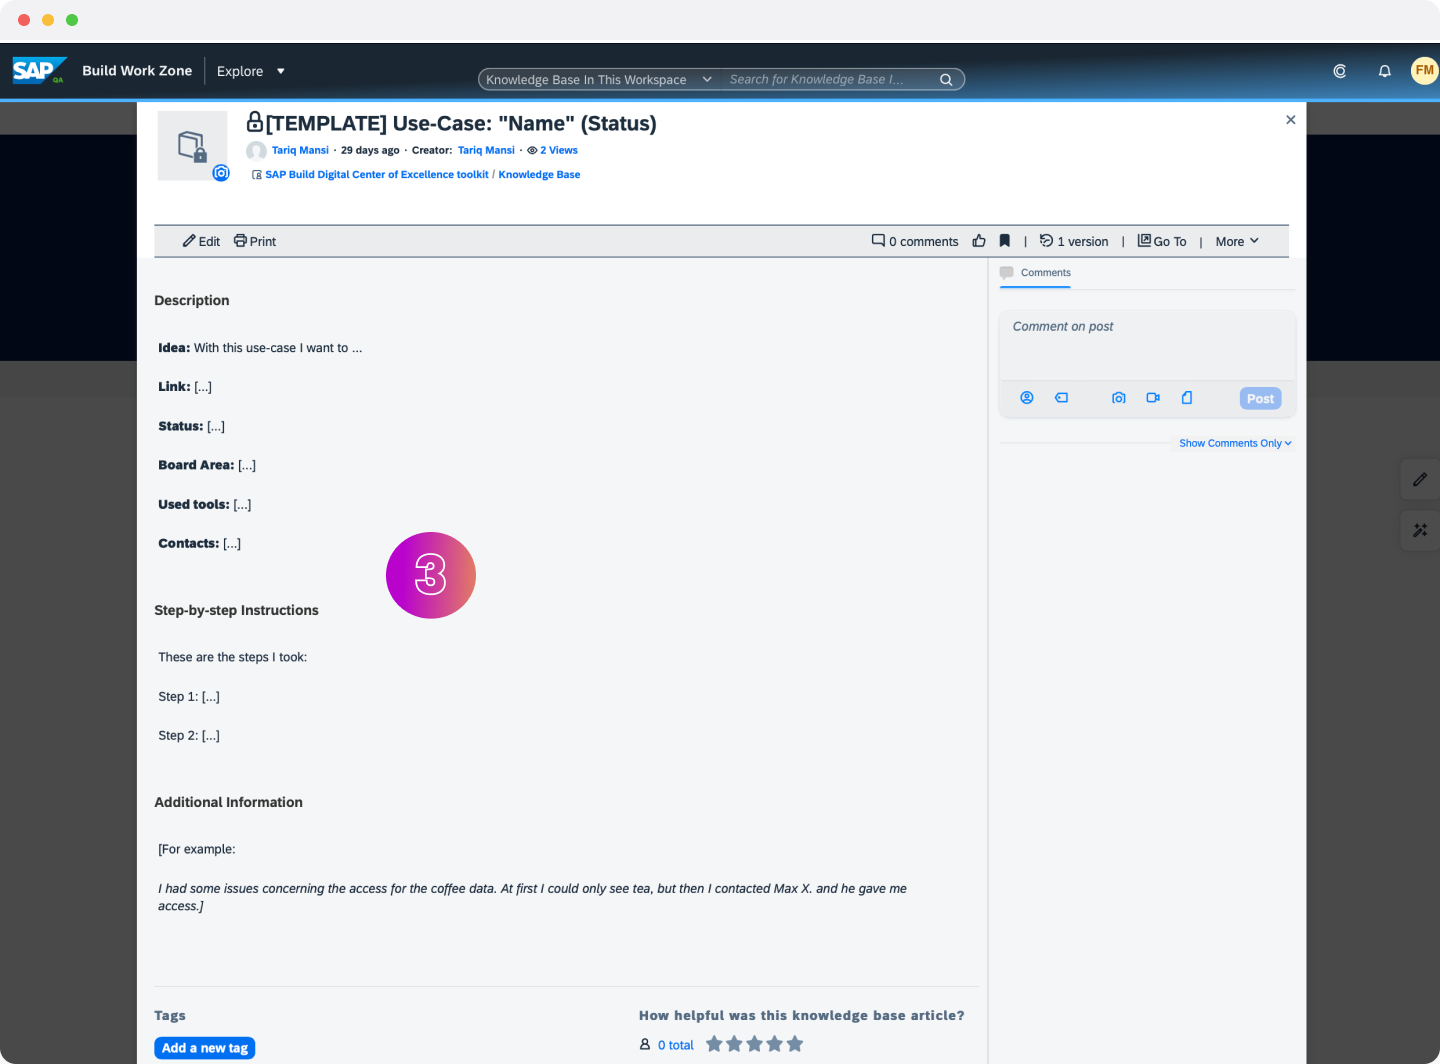 SAP QA Build Work Zone Explore Knowledge Base In This Workspace Search for Knowledge Base I... FM
[TEMPLATE] Use-Case: "Name" (Status)
Tariq Mansi · 29 days ago · Creator: Tariq Mansi · 2 Views
SAP Build Digital Center of Excellence toolkit / Knowledge Base
Edit Print 0 comments | 1 version | Go To | More
Comments
Comment on post
Post
Show Comments Only
Description
Idea: With this use-case I want to ...
Link: [...]
Status: [...]
Board Area: [...]
Used tools: [...]
Contacts: [...]
3
Step-by-step Instructions
These are the steps I took:
Step 1: [...]
Step 2: [...]
Additional Information
[For example:
I had some issues concerning the access for the coffee data. At first I could only see tea, but then I contacted Max X. and he gave me
access.]
Tags
Add a new tag
How helpful was this knowledge base article?
0 total